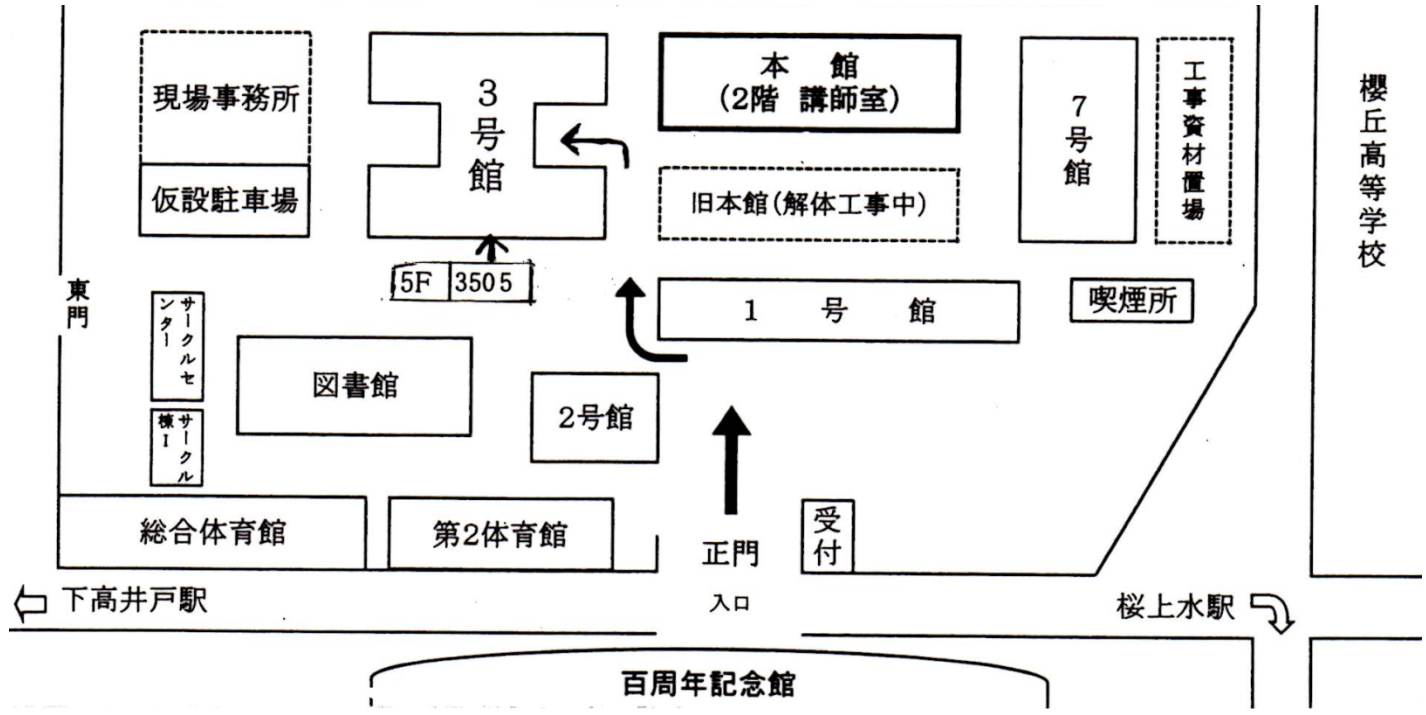 現場事務所
仮設駐車場
3号館
本 館
(2階 講師室)
旧本館(解体工事中)
7号館
工事資材置場
櫻丘高等学校
5F 3505
1 号 館
喫煙所
東門
サークルセ
ンター
サークル
棟I
図書館
2号館
総合体育館
第2体育館
正門
受付
下高井戸駅
入口
桜上水駅
百周年記念館